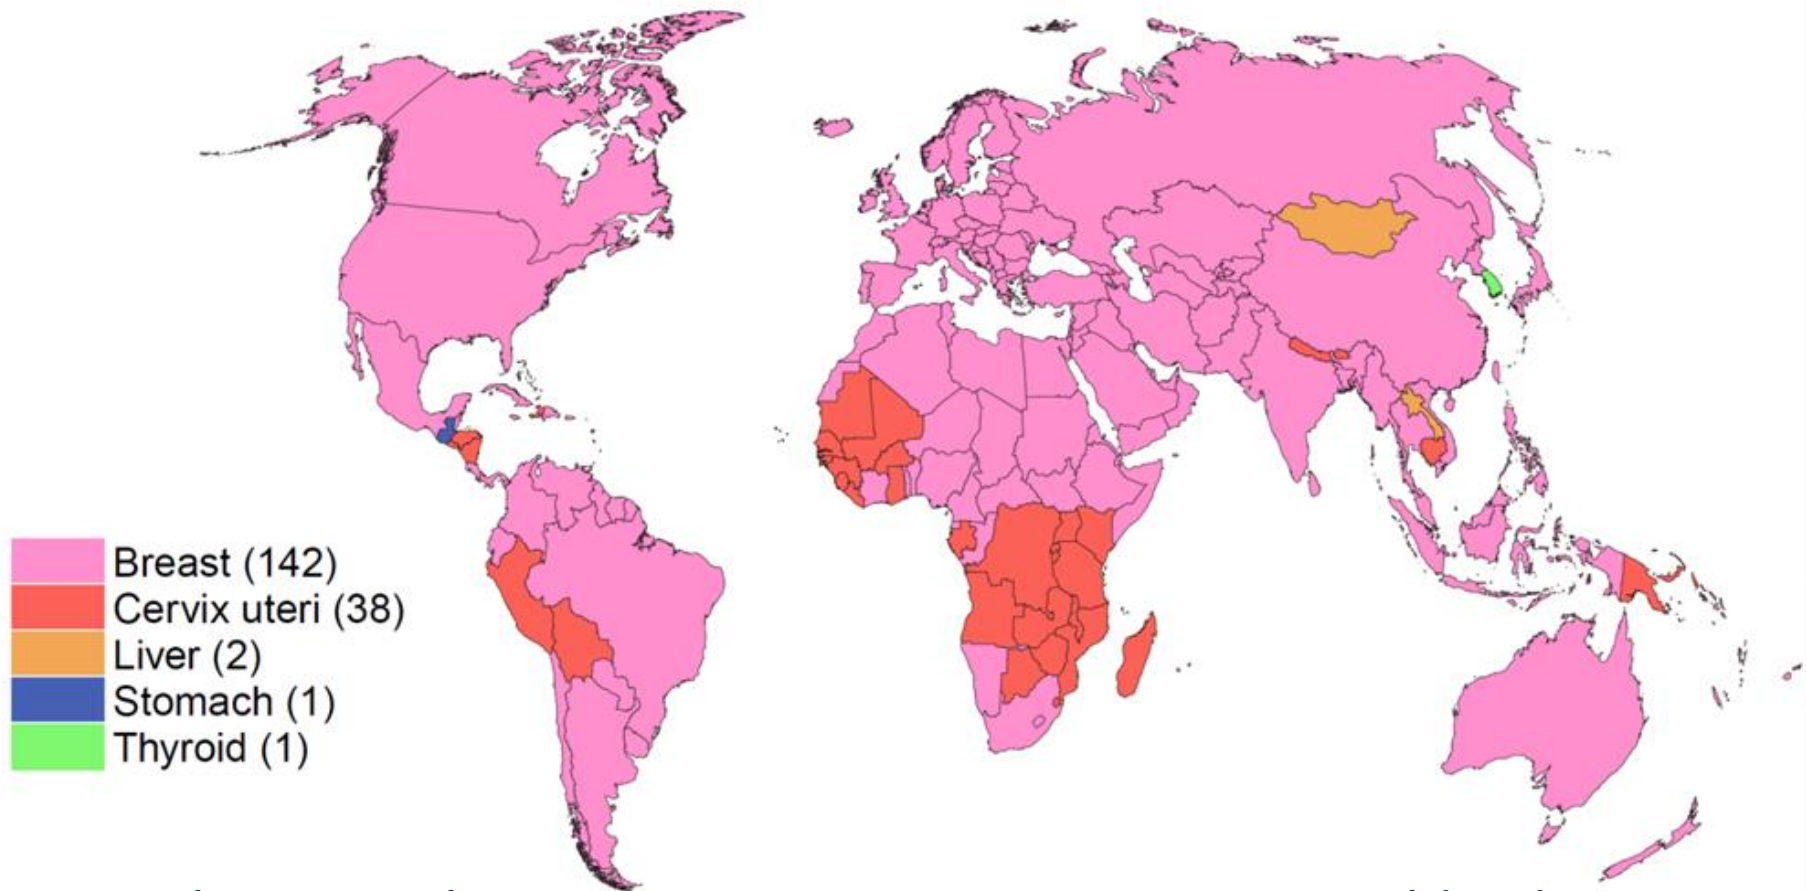 Breast (142)
Cervix uteri (38)
Liver (2)
Stomach (1)
Thyroid (1)